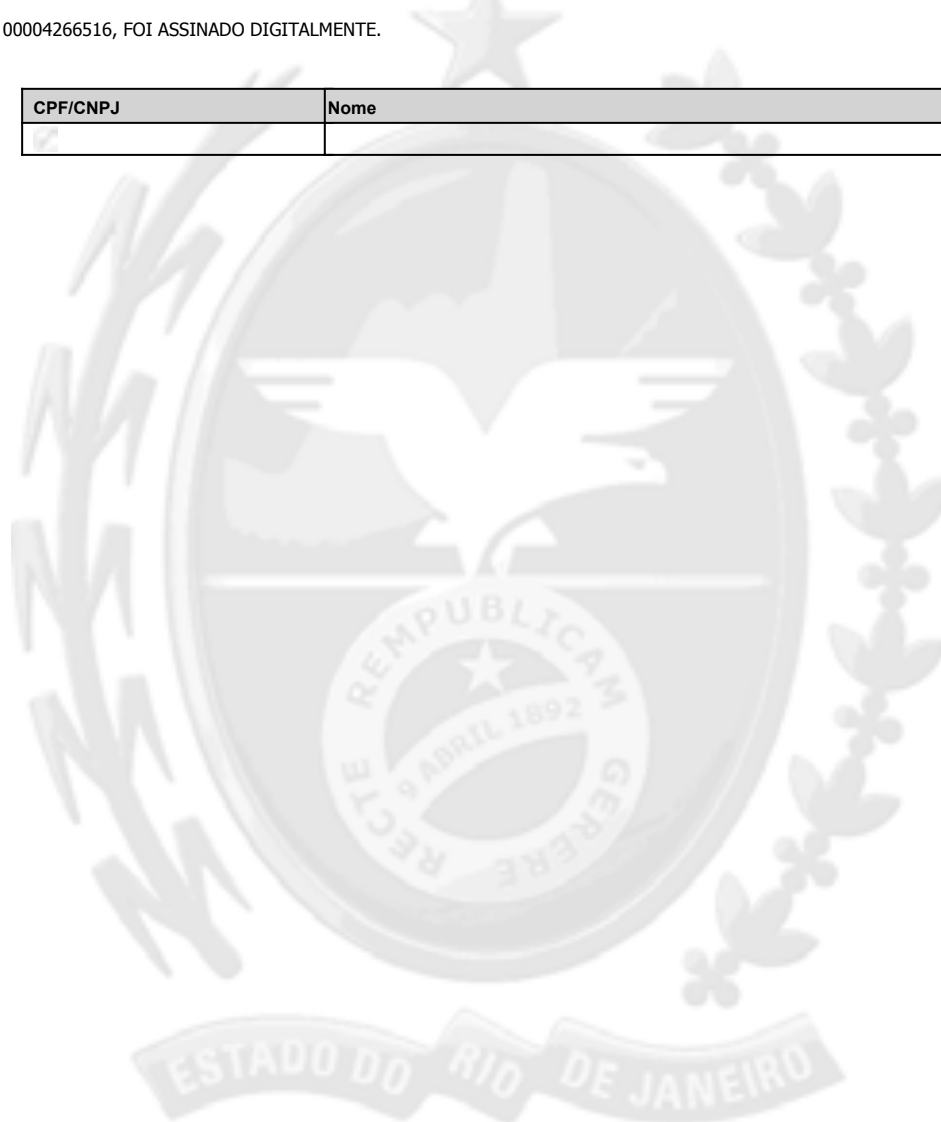 00004266516, FOI ASSINADO DIGITALMENTE.
CPF/CNPJ Nome
RECTE REMPUBLICAM GERERE
9 ABRIL 1892
ESTADO DO RIO DE JANEIRO